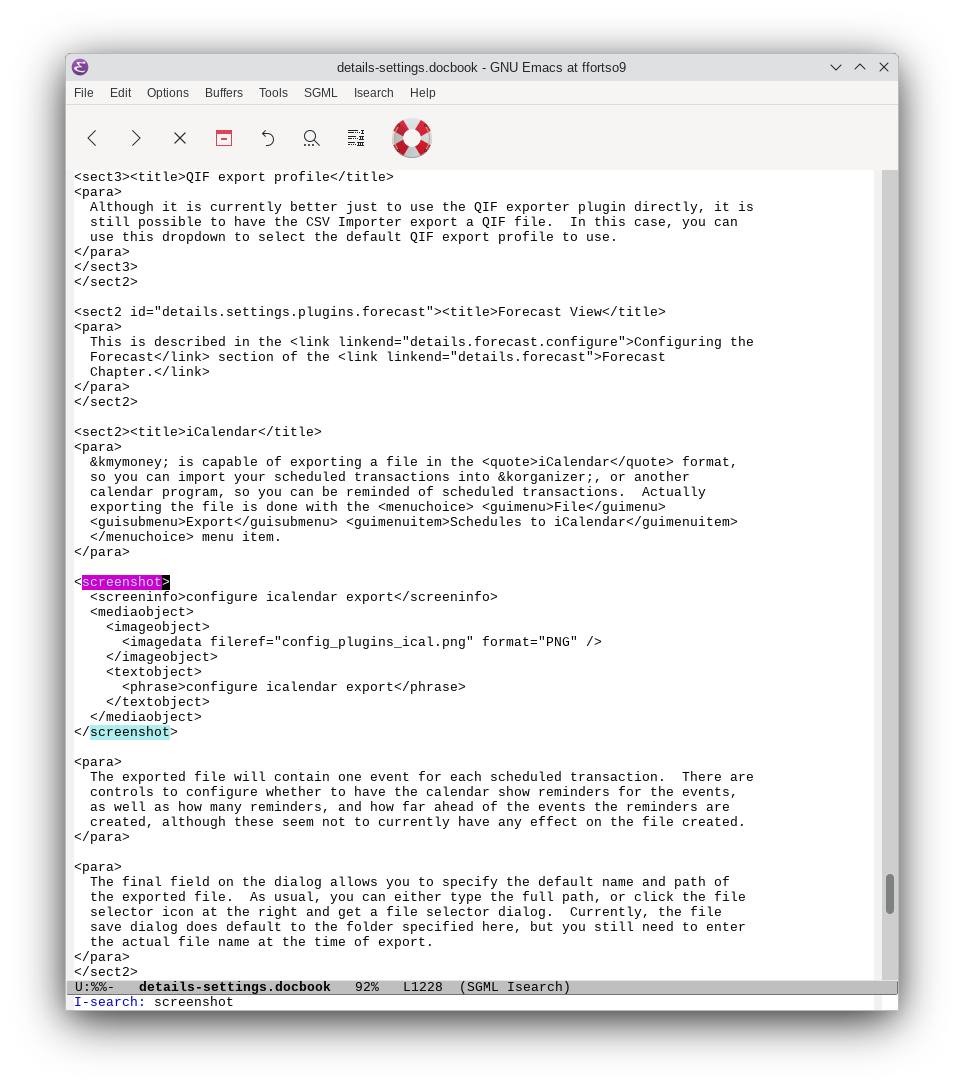 details-settings.docbook - GNU Emacs at ffortso9
File Edit Options Buffers Tools SGML Isearch Help
<sect3><title>QIF export profile</title>
<para>
  Although it is currently better just to use the QIF exporter plugin directly, it is
  still possible to have the CSV Importer export a QIF file.  In this case, you can
  use this dropdown to select the default QIF export profile to use.
</para>
</sect3>
</sect2>

<sect2 id="details.settings.plugins.forecast"><title>Forecast View</title>
<para>
  This is described in the <link linkend="details.forecast.configure">Configuring the
  Forecast</link> section of the <link linkend="details.forecast">Forecast
  Chapter.</link>
</para>
</sect2>

<sect2><title>iCalendar</title>
<para>
  &kmymoney; is capable of exporting a file in the <quote>iCalendar</quote> format,
  so you can import your scheduled transactions into &korganizer;, or another
  calendar program, so you can be reminded of scheduled transactions.  Actually
  exporting the file is done with the <menuchoice> <guimenu>File</guimenu>
  <guisubmenu>Export</guisubmenu> <guimenuitem>Schedules to iCalendar</guimenuitem>
  </menuchoice> menu item.
</para>

<screenshot>
  <screeninfo>configure icalendar export</screeninfo>
  <mediaobject>
    <imageobject>
      <imagedata fileref="config_plugins_ical.png" format="PNG" />
    </imageobject>
    <textobject>
      <phrase>configure icalendar export</phrase>
    </textobject>
  </mediaobject>
</screenshot>

<para>
  The exported file will contain one event for each scheduled transaction.  There are
  controls to configure whether to have the calendar show reminders for the events,
  as well as how many reminders, and how far ahead of the events the reminders are
  created, although these seem not to currently have any effect on the file created.
</para>

<para>
  The final field on the dialog allows you to specify the default name and path of
  the exported file.  As usual, you can either type the full path, or click the file
  selector icon at the right and get a file selector dialog.  Currently, the file
  save dialog does default to the folder specified here, but you still need to enter
  the actual file name at the time of export.
</para>
</sect2>
U:%%-   details-settings.docbook   92%   L1228  (SGML Isearch)
I-search: screenshot